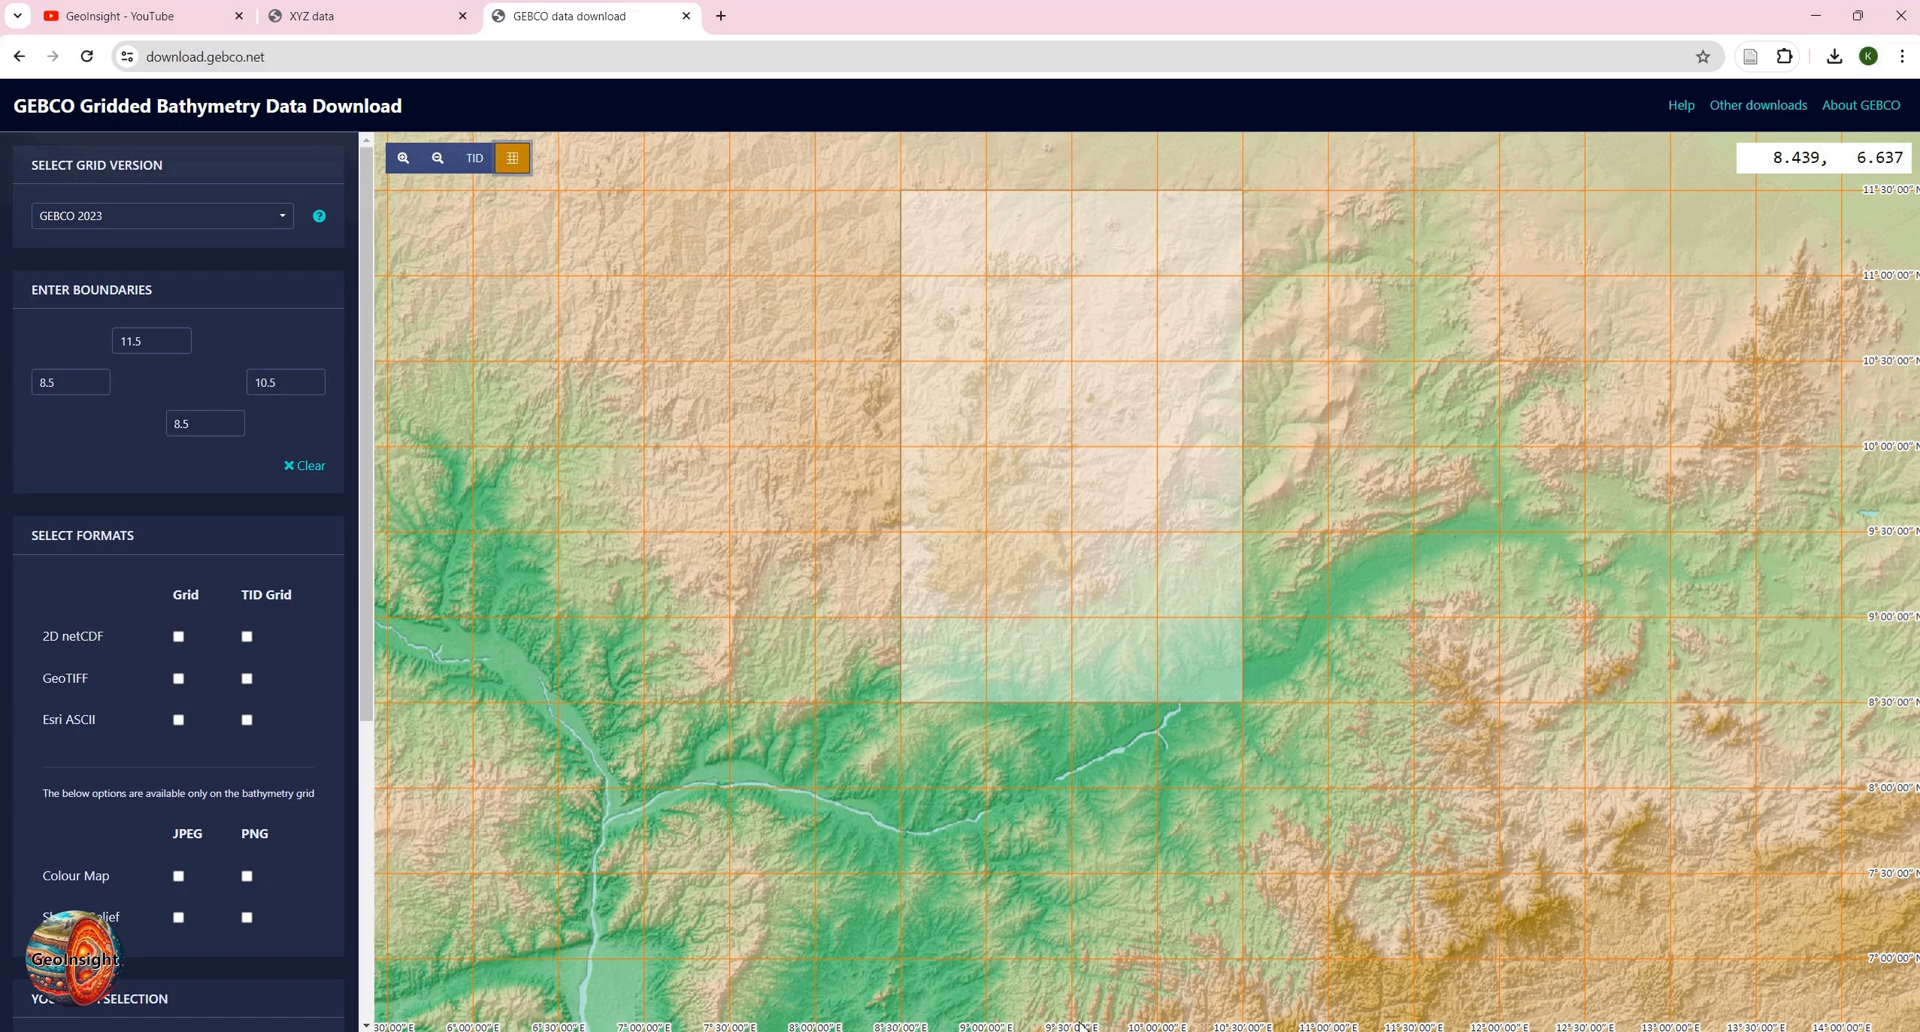 GeoInsight - YouTube
XYZ data
GEBCO data download
download.gebco.net
K
GEBCO Gridded Bathymetry Data Download
Help
Other downloads
About GEBCO
SELECT GRID VERSION
GEBCO 2023
?
ENTER BOUNDARIES
11.5
8.5
10.5
8.5
Clear
SELECT FORMATS
Grid
TID Grid
2D netCDF
GeoTIFF
Esri ASCII
The below options are available only on the bathymetry grid
JPEG
PNG
Colour Map
GeoInsight
SELECTION
TID
8.439, 6.637
11° 30' 00" N
11° 00' 00" N
10° 30' 00" N
10° 00' 00" N
9° 30' 00" N
9° 00' 00" N
8° 30' 00" N
8° 00' 00" N
7° 30' 00" N
7° 00' 00" N
30' 00" E
6° 00' 00" E
6° 30' 00" E
7° 00' 00" E
7° 30' 00" E
8° 00' 00" E
8° 30' 00" E
9° 00' 00" E
9° 30' 00" E
10° 00' 00" E
10° 30' 00" E
11° 00' 00" E
11° 30' 00" E
12° 00' 00" E
12° 30' 00" E
13° 00' 00" E
13° 30' 00" E
14° 00' 00" E